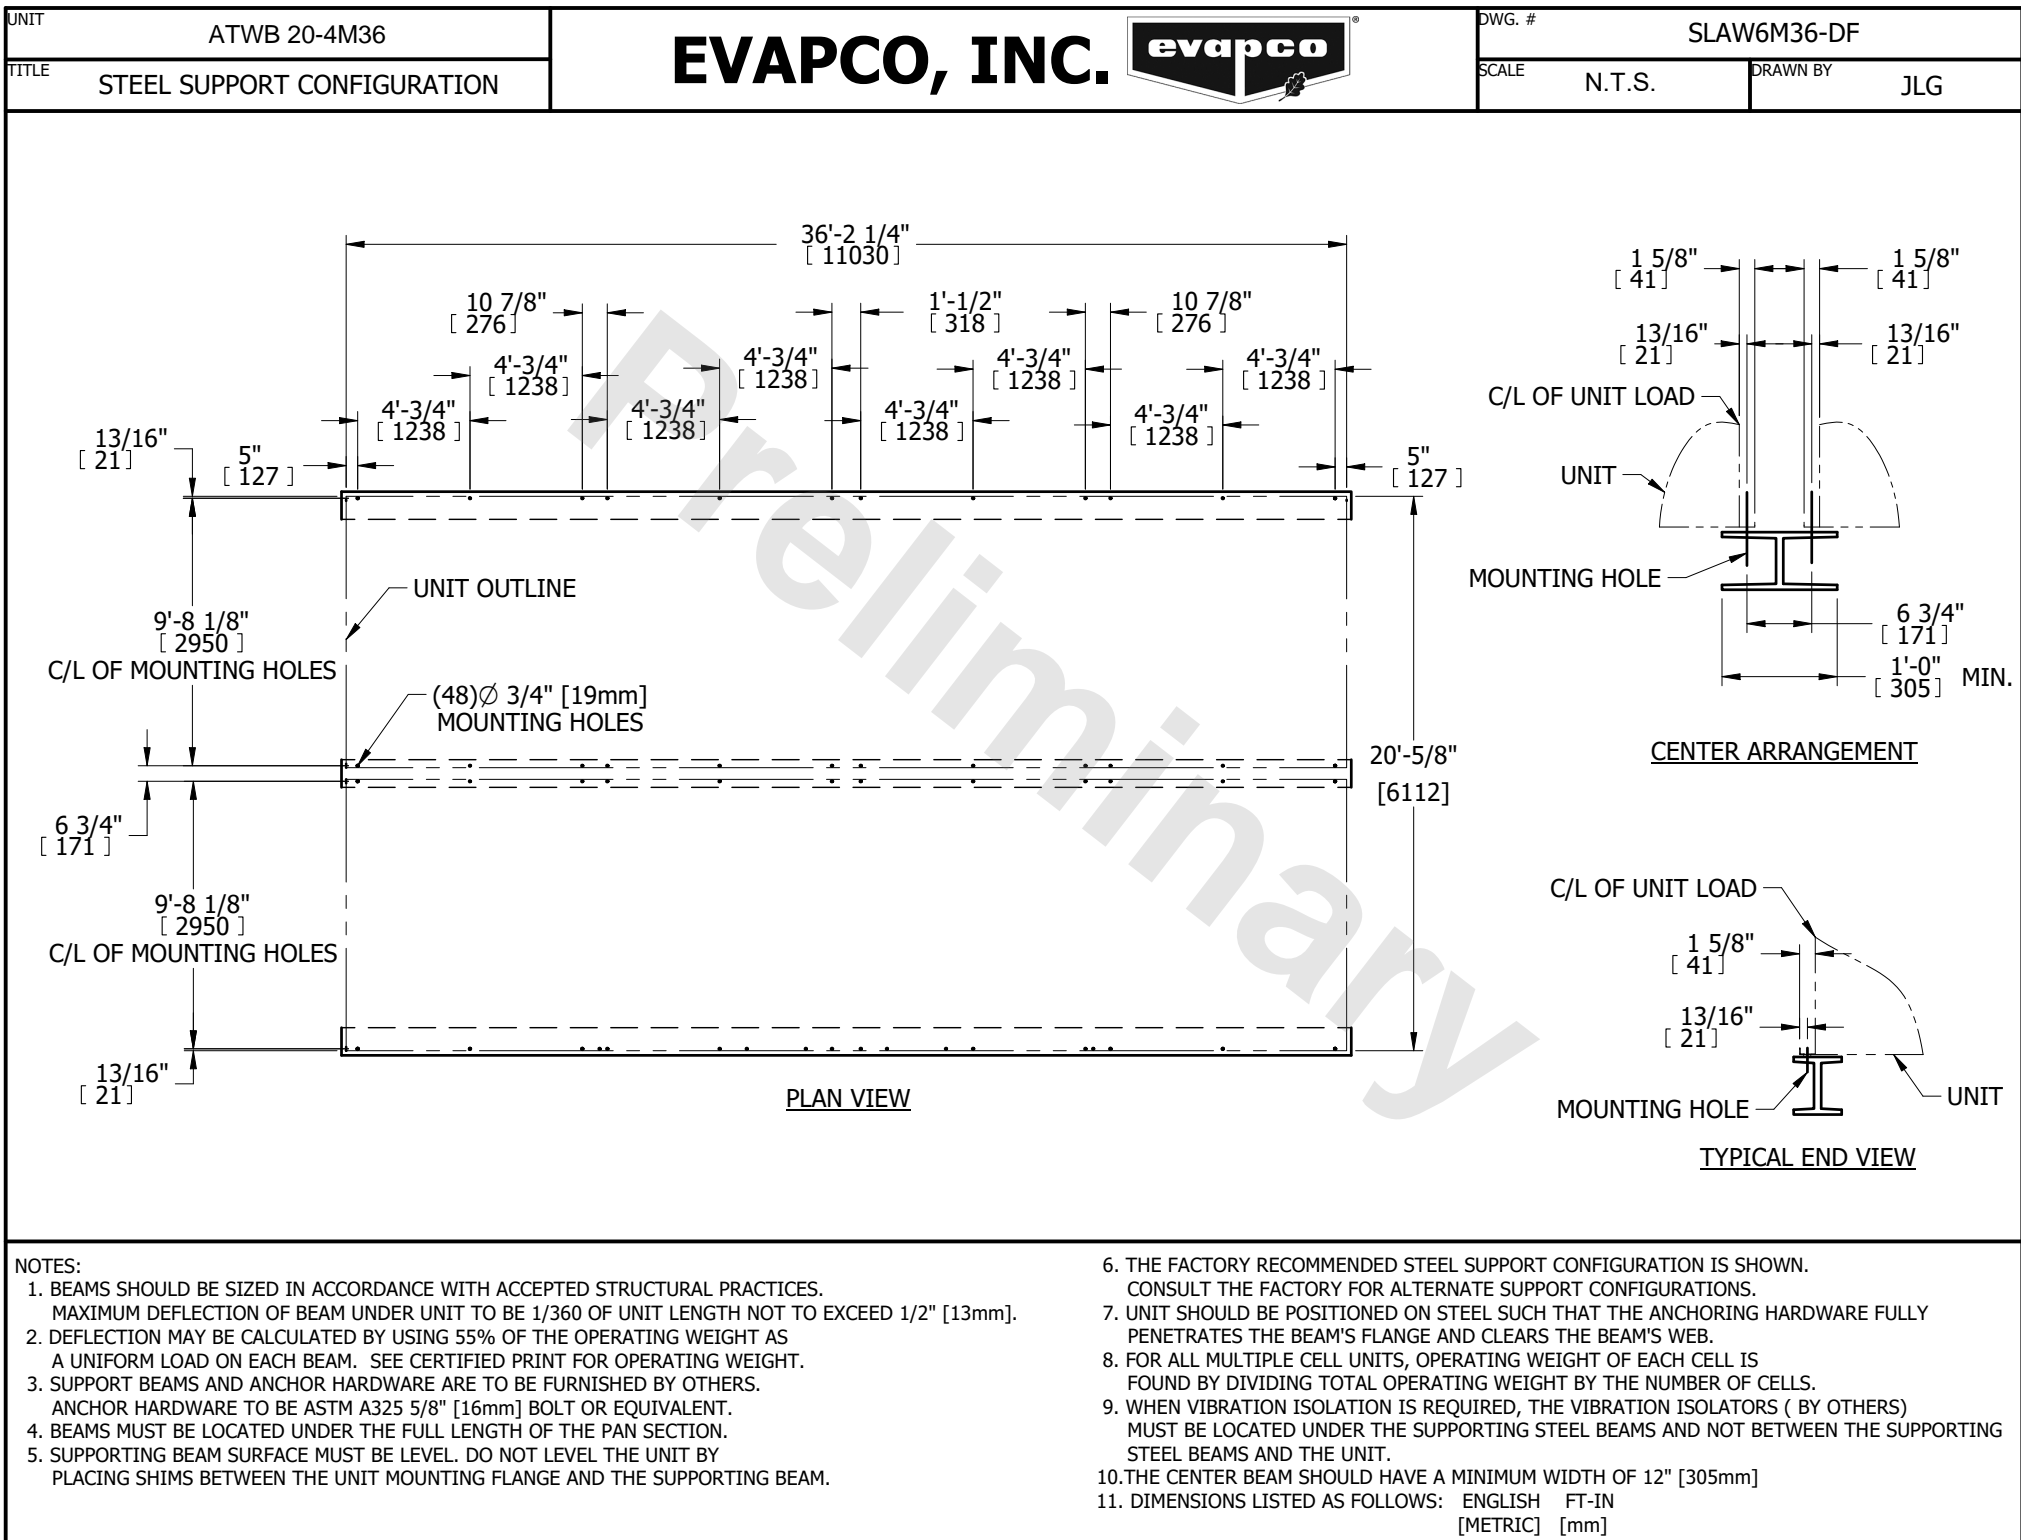 UNIT
ATWB 20-4M36
TITLE
STEEL SUPPORT CONFIGURATION
EVAPCO, INC.
evapco
®
DWG. #
SLAW6M36-DF
SCALE
N.T.S.
DRAWN BY
JLG
36'-2 1/4"
[ 11030]
10 7/8"
[ 276]
1'-1/2"
[ 318 ]
10 7/8"
[ 276 ]
4'-3/4"
[ 1238]
4'-3/4"
[ 1238]
4'-3/4"
[ 1238]
4'-3/4"
[ 1238]
4'-3/4"
[ 1238 ]
4'-3/4"
[ 1238]
4'-3/4"
[ 1238]
4'-3/4"
[ 1238]
13/16"
[ 21]
5"
[ 127 ]
5"
[ 127 ]
UNIT OUTLINE
9'-8 1/8"
[ 2950 ]
C/L OF MOUNTING HOLES
(48)Ø 3/4" [19mm]
MOUNTING HOLES
20'-5/8"
[6112]
6 3/4"
[ 171 ]
9'-8 1/8"
[ 2950 ]
C/L OF MOUNTING HOLES
13/16"
[ 21]
PLAN VIEW
Preliminary
1 5/8"
[ 41]
1 5/8"
[ 41]
13/16"
[ 21]
13/16"
[ 21]
C/L OF UNIT LOAD
UNIT
MOUNTING HOLE
6 3/4"
[ 171]
1'-0"
[ 305] MIN.
CENTER ARRANGEMENT
C/L OF UNIT LOAD
1 5/8"
[ 41]
13/16"
[ 21]
MOUNTING HOLE
UNIT
TYPICAL END VIEW
NOTES:
1. BEAMS SHOULD BE SIZED IN ACCORDANCE WITH ACCEPTED STRUCTURAL PRACTICES.
MAXIMUM DEFLECTION OF BEAM UNDER UNIT TO BE 1/360 OF UNIT LENGTH NOT TO EXCEED 1/2" [13mm].
2. DEFLECTION MAY BE CALCULATED BY USING 55% OF THE OPERATING WEIGHT AS
A UNIFORM LOAD ON EACH BEAM. SEE CERTIFIED PRINT FOR OPERATING WEIGHT.
3. SUPPORT BEAMS AND ANCHOR HARDWARE ARE TO BE FURNISHED BY OTHERS.
ANCHOR HARDWARE TO BE ASTM A325 5/8" [16mm] BOLT OR EQUIVALENT.
4. BEAMS MUST BE LOCATED UNDER THE FULL LENGTH OF THE PAN SECTION.
5. SUPPORTING BEAM SURFACE MUST BE LEVEL. DO NOT LEVEL THE UNIT BY
PLACING SHIMS BETWEEN THE UNIT MOUNTING FLANGE AND THE SUPPORTING BEAM.
6. THE FACTORY RECOMMENDED STEEL SUPPORT CONFIGURATION IS SHOWN.
CONSULT THE FACTORY FOR ALTERNATE SUPPORT CONFIGURATIONS.
7. UNIT SHOULD BE POSITIONED ON STEEL SUCH THAT THE ANCHORING HARDWARE FULLY
PENETRATES THE BEAM'S FLANGE AND CLEARS THE BEAM'S WEB.
8. FOR ALL MULTIPLE CELL UNITS, OPERATING WEIGHT OF EACH CELL IS
FOUND BY DIVIDING TOTAL OPERATING WEIGHT BY THE NUMBER OF CELLS.
9. WHEN VIBRATION ISOLATION IS REQUIRED, THE VIBRATION ISOLATORS ( BY OTHERS)
MUST BE LOCATED UNDER THE SUPPORTING STEEL BEAMS AND NOT BETWEEN THE SUPPORTING
STEEL BEAMS AND THE UNIT.
10.THE CENTER BEAM SHOULD HAVE A MINIMUM WIDTH OF 12" [305mm]
11. DIMENSIONS LISTED AS FOLLOWS: ENGLISH FT-IN
[METRIC] [mm]